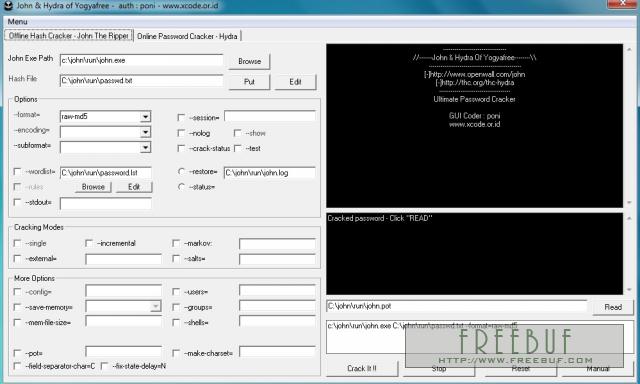 John & Hydra of Yogyafree - auth : poni - www.xcode.or.id
Menu
Offline Hash Cracker - John The Ripper
Online Password Cracker - Hydra
John Exe Path
c:\john\run\john.exe
Browse
Hash File
C:\john\run\passwd.txt
Put
Edit
Options
--format=
raw-md5
--encoding=
--subformat=
--session=
--nolog
--show
--crack-status
--test
--wordlist=
C:\john\run\password.lst
--restore=
C:\john\run\john.log
--rules
Browse
Edit
--status=
--stdout=
Cracking Modes
--single
--incremental
--markov:
--external=
--salts=
More Options
--config=
--users=
--save-memory=
--groups=
--mem-file-size=
--shells=
--pot=
--make-charset=
--field-separator-char=C
--fix-state-delay=N
-----------------------------
//------John & Hydra Of Yogyafree-------\\
-----------------------------
[-]http://www.openwall.com/john
[-]http://thc.org/thc-hydra
-----------------------------
Ultimate Password Cracker
GUI Coder : poni
www.xcode.or.id
Cracked password - Click "READ"
C:\john\run\john.pot
Read
c:\john\run\john.exe C:\john\run\passwd.txt --format=raw-md5
FREEBUF
HTTP://WWW.FREEBUF.COM
Crack It !!
Stop
Reset
Manual